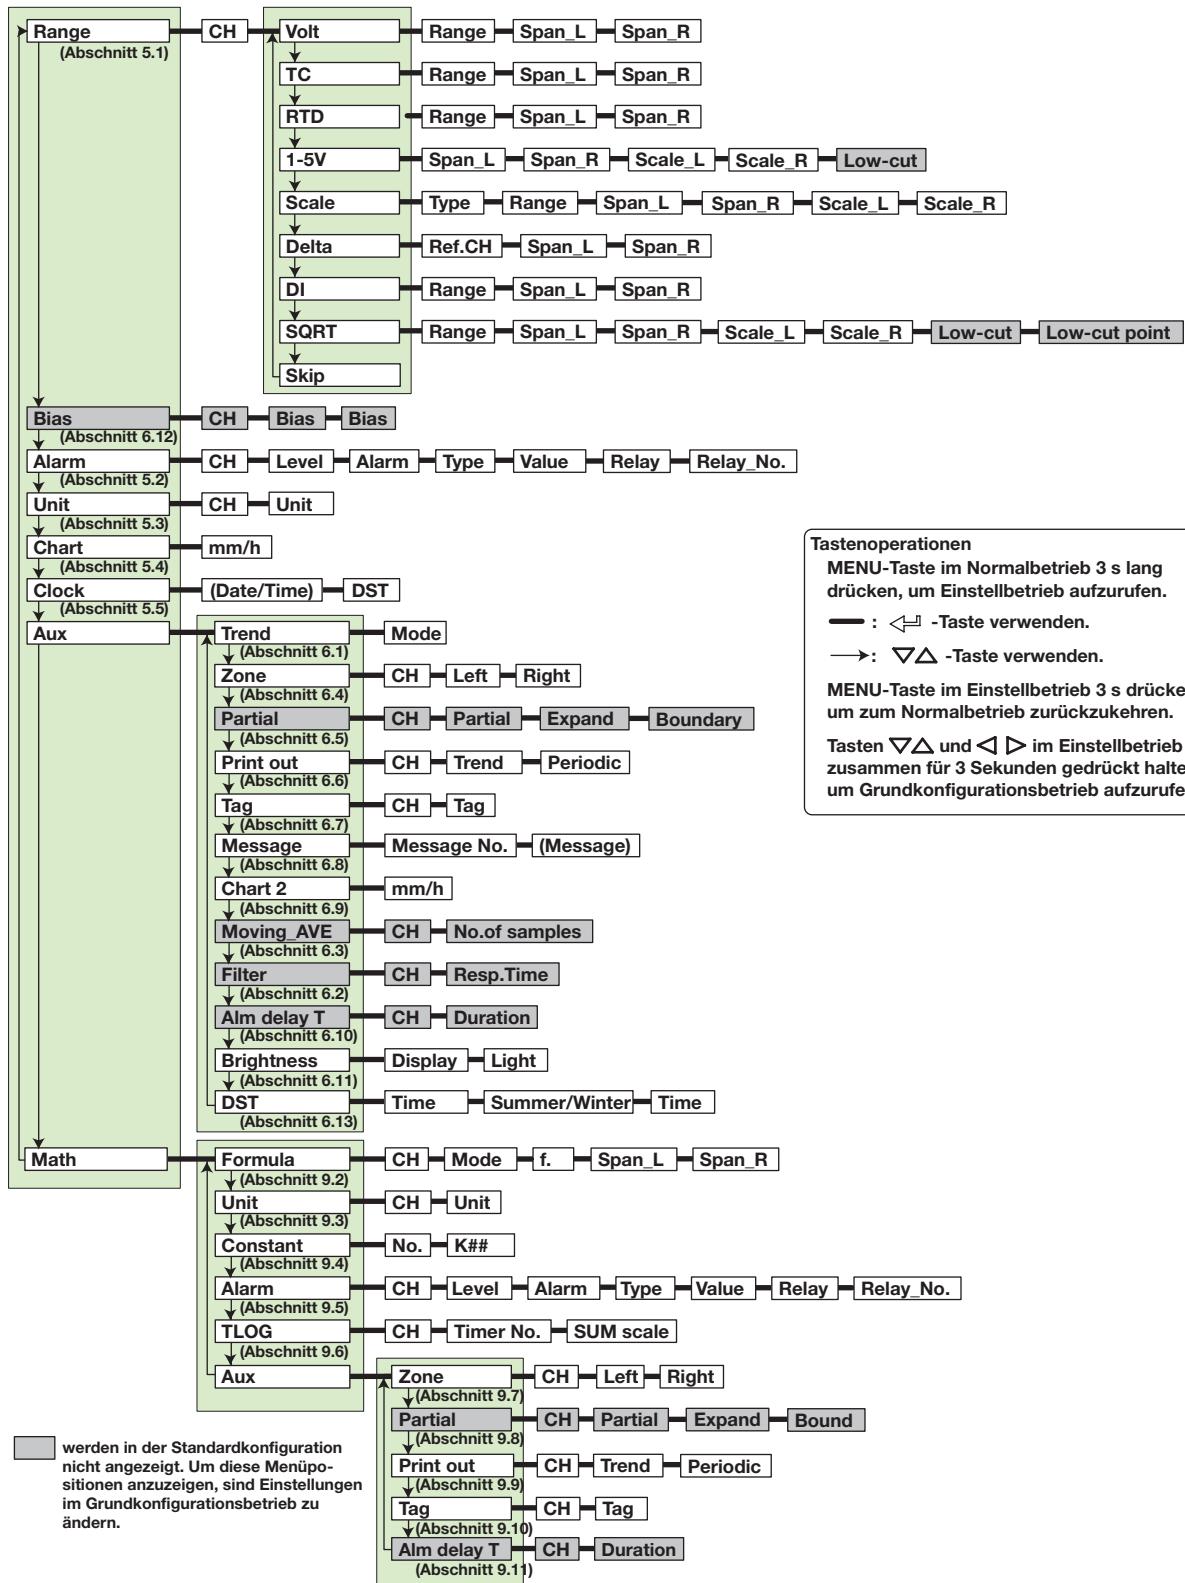 Range CH Volt Range Span_L Span_R
(Abschnitt 5.1)
TC Range Span_L Span_R
RTD Range Span_L Span_R
1-5V Span_L Span_R Scale_L Scale_R Low-cut
Scale Type Range Span_L Span_R Scale_L Scale_R
Delta Ref.CH Span_L Span_R
DI Range Span_L Span_R
SQRT Range Span_L Span_R Scale_L Scale_R Low-cut Low-cut point
Skip
Bias CH Bias Bias
(Abschnitt 6.12)
Alarm CH Level Alarm Type Value Relay Relay_No.
(Abschnitt 5.2)
Unit CH Unit
(Abschnitt 5.3)
Chart mm/h
(Abschnitt 5.4)
Clock (Date/Time) DST
(Abschnitt 5.5)
Aux Trend Mode
(Abschnitt 6.1)
Zone CH Left Right
(Abschnitt 6.4)
Partial CH Partial Expand Boundary
(Abschnitt 6.5)
Print out CH Trend Periodic
(Abschnitt 6.6)
Tag CH Tag
(Abschnitt 6.7)
Message Message No. (Message)
(Abschnitt 6.8)
Chart 2 mm/h
(Abschnitt 6.9)
Moving_AVE CH No.of samples
(Abschnitt 6.3)
Filter CH Resp.Time
(Abschnitt 6.2)
Alm delay T CH Duration
(Abschnitt 6.10)
Brightness Display Light
(Abschnitt 6.11)
DST Time Summer/Winter Time
(Abschnitt 6.13)
Tastenoperationen
MENU-Taste im Normalbetrieb 3 s lang
drücken, um Einstellbetrieb aufzurufen.
: -Taste verwenden.
: ▽△ -Taste verwenden.
MENU-Taste im Einstellbetrieb 3 s drücke
um zum Normalbetrieb zurückzukehren.
Tasten ▽△ und ◁ ▷ im Einstellbetrieb
zusammen für 3 Sekunden gedrückt halte
um Grundkonfigurationsbetrieb aufzurufe
Math Formula CH Mode f. Span_L Span_R
(Abschnitt 9.2)
Unit CH Unit
(Abschnitt 9.3)
Constant No. K##
(Abschnitt 9.4)
Alarm CH Level Alarm Type Value Relay Relay_No.
(Abschnitt 9.5)
TLOG CH Timer No. SUM scale
(Abschnitt 9.6)
Aux Zone CH Left Right
(Abschnitt 9.7)
Partial CH Partial Expand Bound
(Abschnitt 9.8)
Print out CH Trend Periodic
(Abschnitt 9.9)
Tag CH Tag
(Abschnitt 9.10)
Alm delay T CH Duration
(Abschnitt 9.11)
werden in der Standardkonfiguration
nicht angezeigt. Um diese Menüpo-
sitionen anzuzeigen, sind Einstellungen
im Grundkonfigurationsbetrieb zu
ändern.